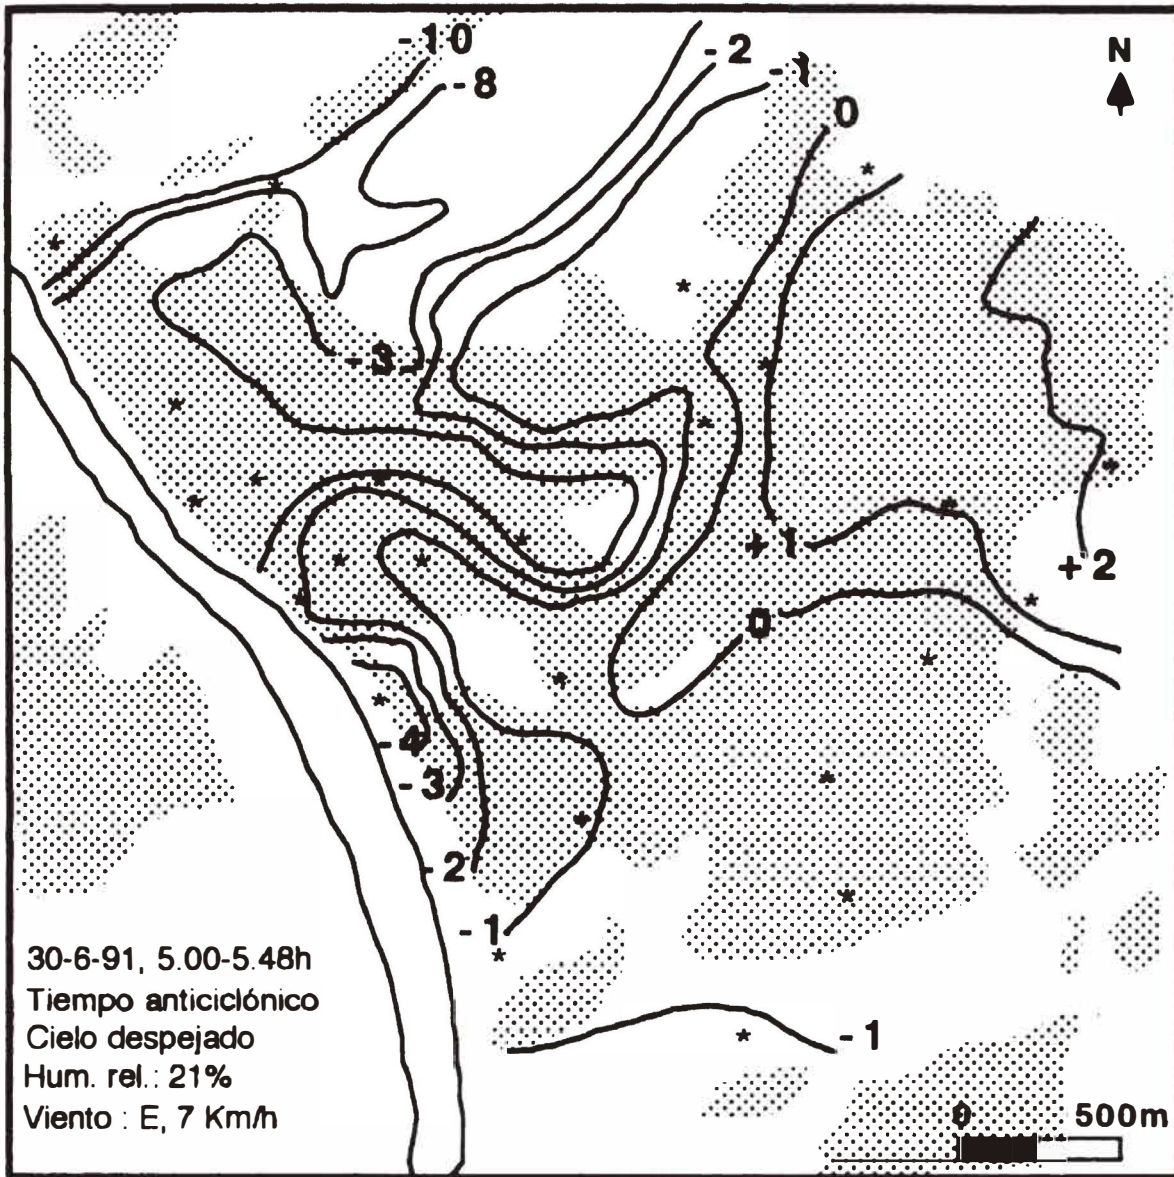 -10
-8
-2
-1
0
N
-3
+1
+2
0
-4
-3
-2
-1
30-6-91, 5.00-5.48h
Tiempo anticiclónico
Cielo despejado
Hum. rel.: 21%
Viento : E, 7 Km/h
-1
0 500m